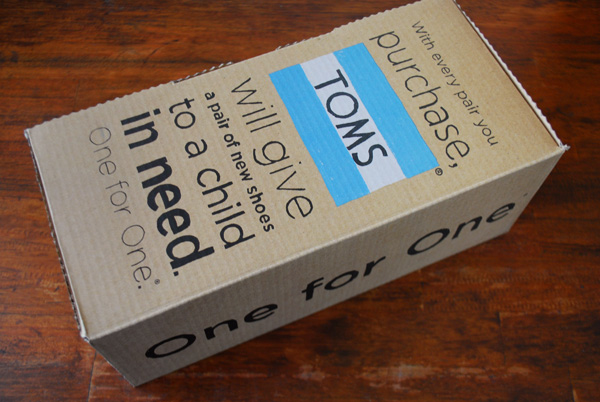 With every pair you
purchase,
TOMS®
will give
a pair of new shoes
to a child
in need.
One for One.®
One for One